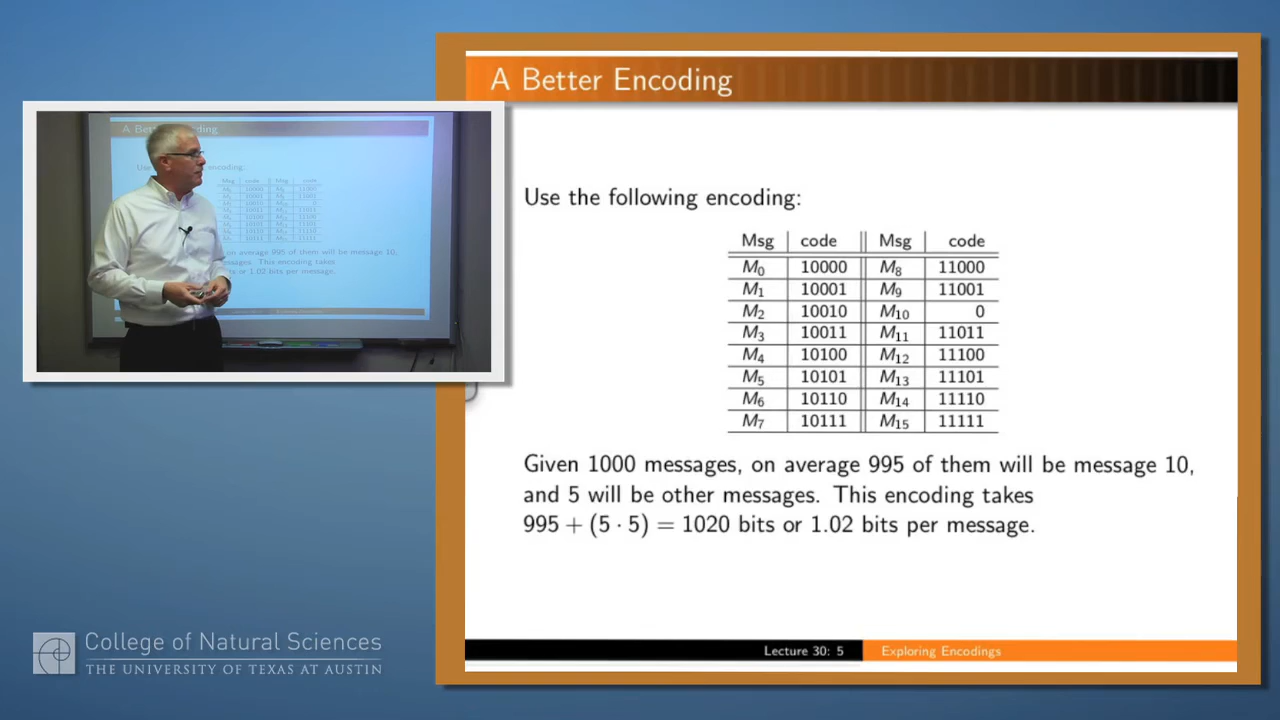 A Better Encoding
Use the following encoding:
Msg code Msg code
M0 10000 M8 11000
M1 10001 M9 11001
M2 10010 M10 0
M3 10011 M11 11011
M4 10100 M12 11100
M5 10101 M13 11101
M6 10110 M14 11110
M7 10111 M15 11111
Given 1000 messages, on average 995 of them will be message 10,
and 5 will be other messages. This encoding takes
995 + (5 · 5) = 1020 bits or 1.02 bits per message.
Lecture 30: 5 Exploring Encodings
College of Natural Sciences
THE UNIVERSITY OF TEXAS AT AUSTIN